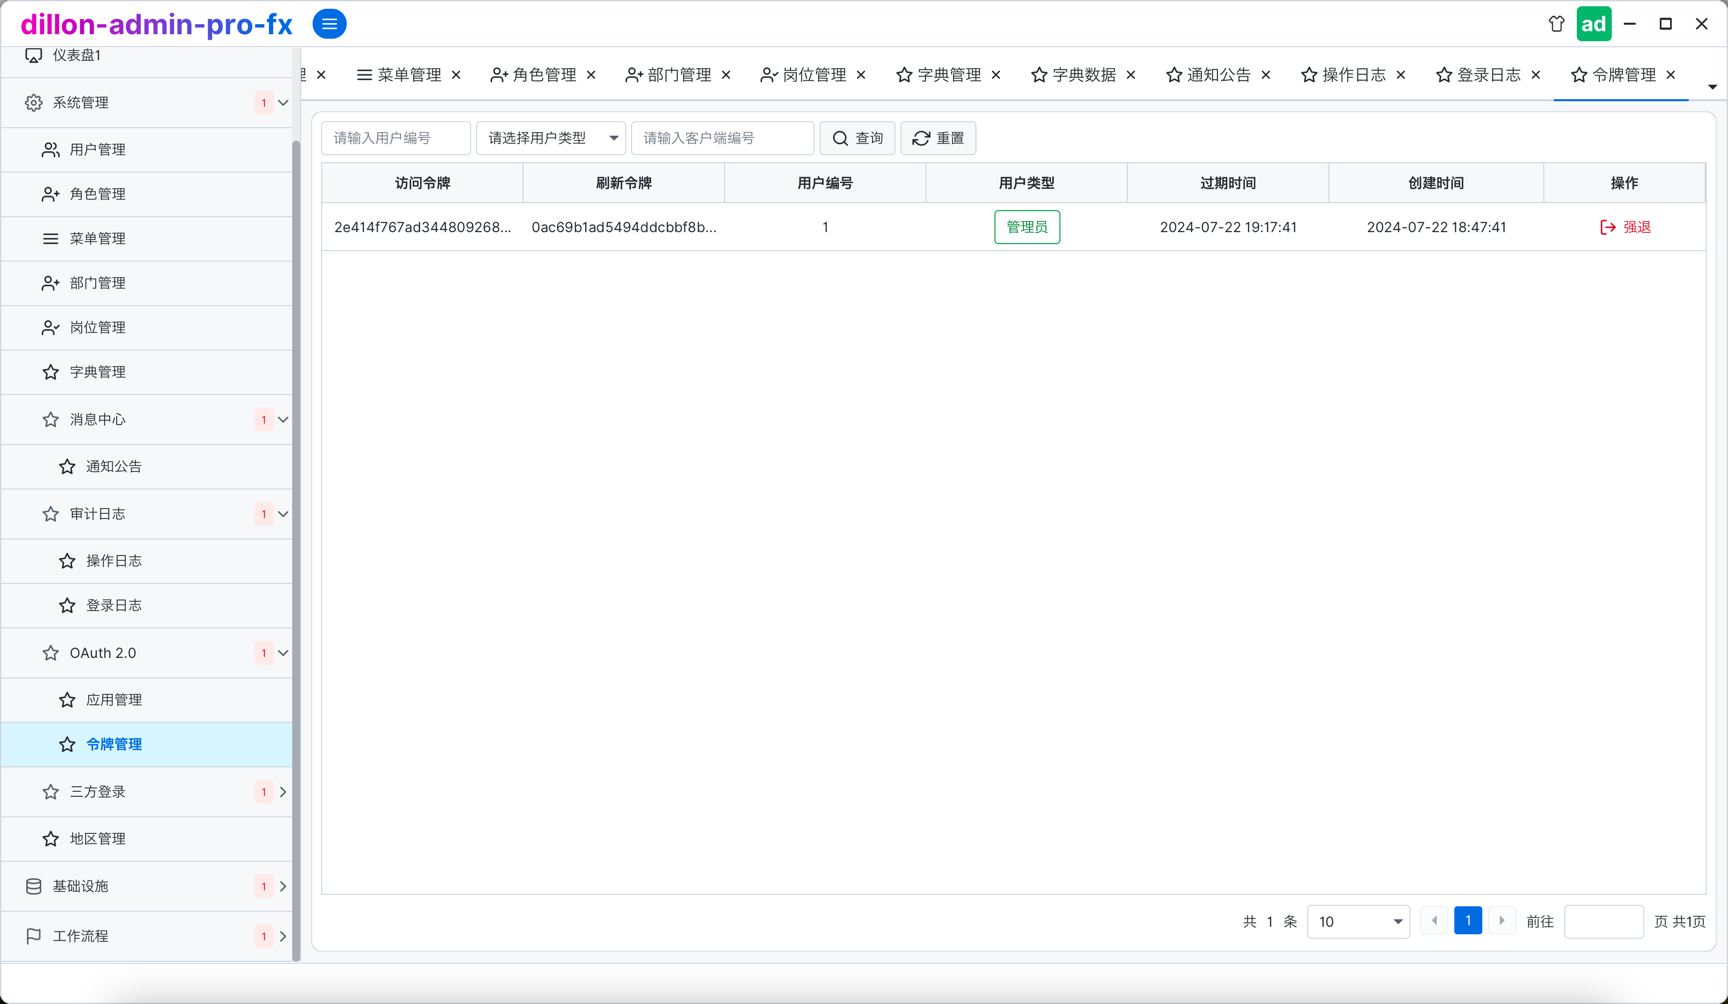 dillon-admin-pro-fx
ad
仪表盘1
系统管理 1
用户管理
角色管理
菜单管理
部门管理
岗位管理
字典管理
消息中心 1
通知公告
审计日志 1
操作日志
登录日志
OAuth 2.0 1
应用管理
令牌管理
三方登录 1
地区管理
基础设施 1
工作流程 1
理 菜单管理 角色管理 部门管理 岗位管理 字典管理 字典数据 通知公告 操作日志 登录日志 令牌管理
请输入用户编号 请选择用户类型 请输入客户端编号 查询 重置
访问令牌 刷新令牌 用户编号 用户类型 过期时间 创建时间 操作
2e414f767ad344809268... 0ac69b1ad5494ddcbbf8b... 1 管理员 2024-07-22 19:17:41 2024-07-22 18:47:41 强退
共 1 条 10 1 前往 页 共1页